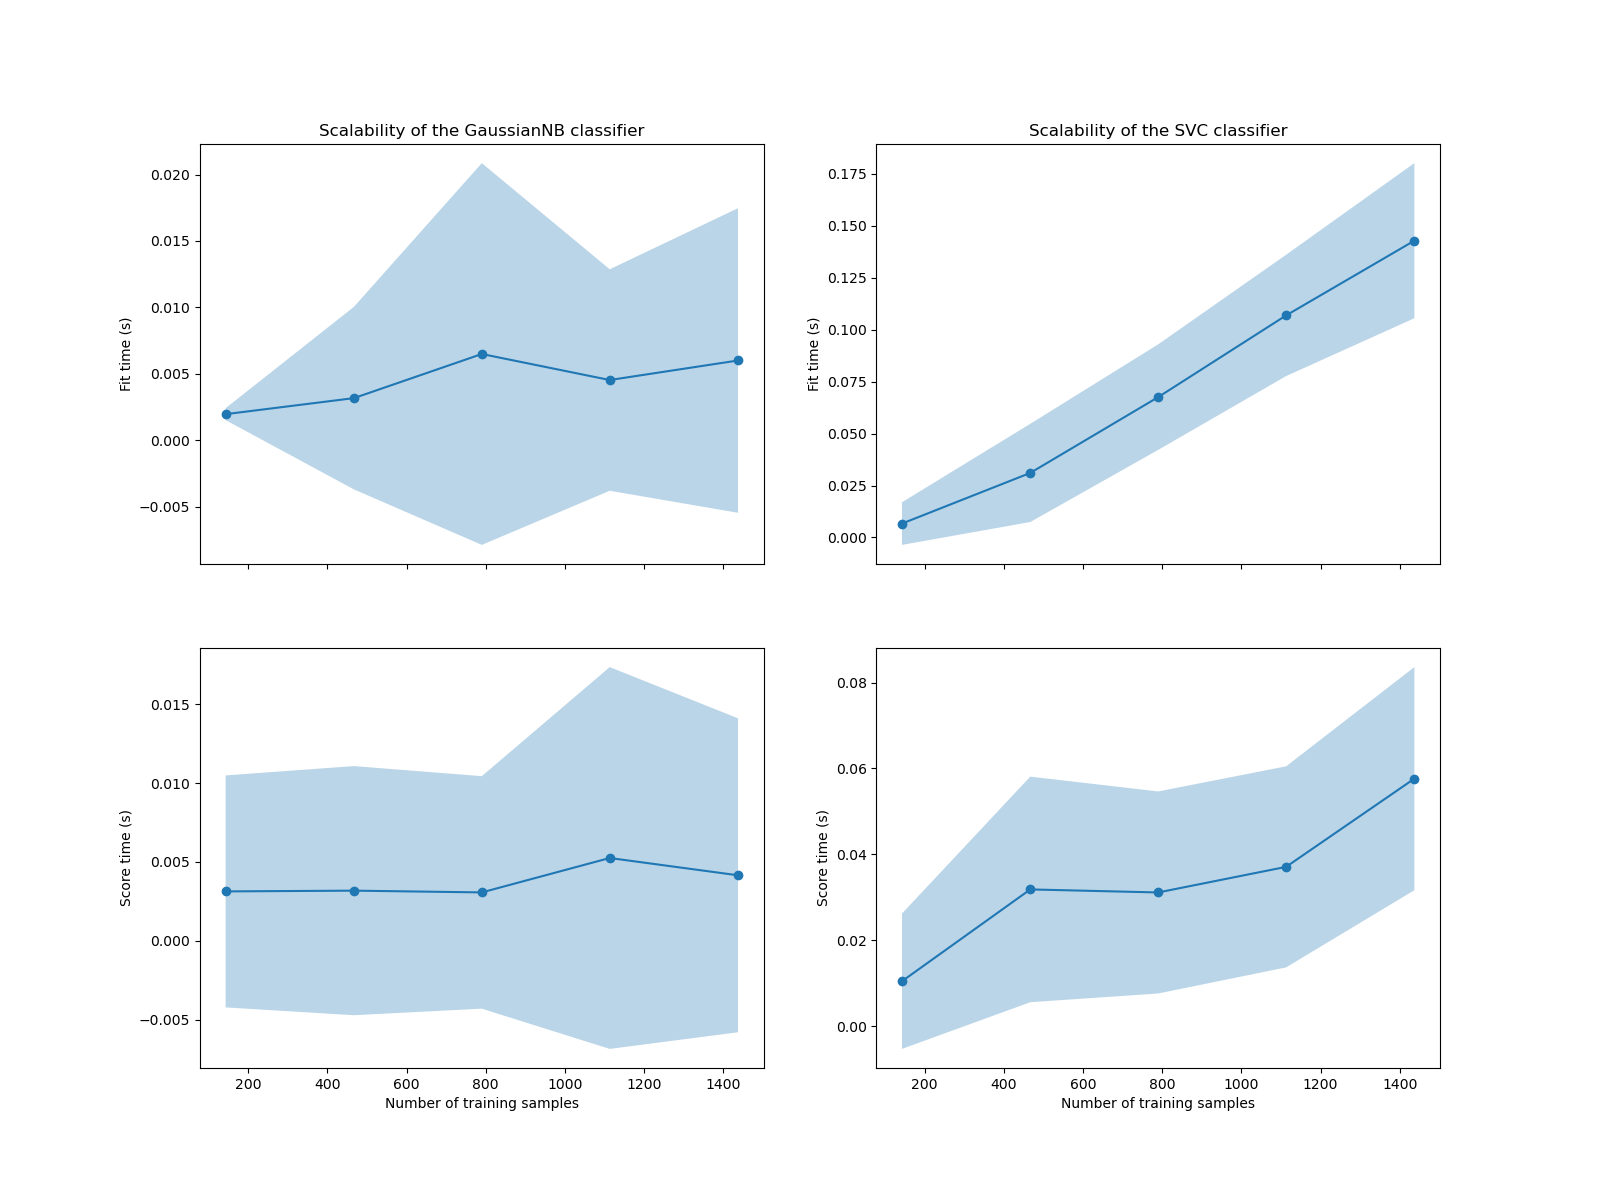 Scalability of the GaussianNB classifier
0.020
0.015
0.010
0.005
0.000
−0.005
Fit time (s)
Scalability of the SVC classifier
0.175
0.150
0.125
0.100
0.075
0.050
0.025
0.000
Fit time (s)
0.015
0.010
0.005
0.000
−0.005
Score time (s)
200 400 600 800 1000 1200 1400
Number of training samples
0.08
0.06
0.04
0.02
0.00
Score time (s)
200 400 600 800 1000 1200 1400
Number of training samples